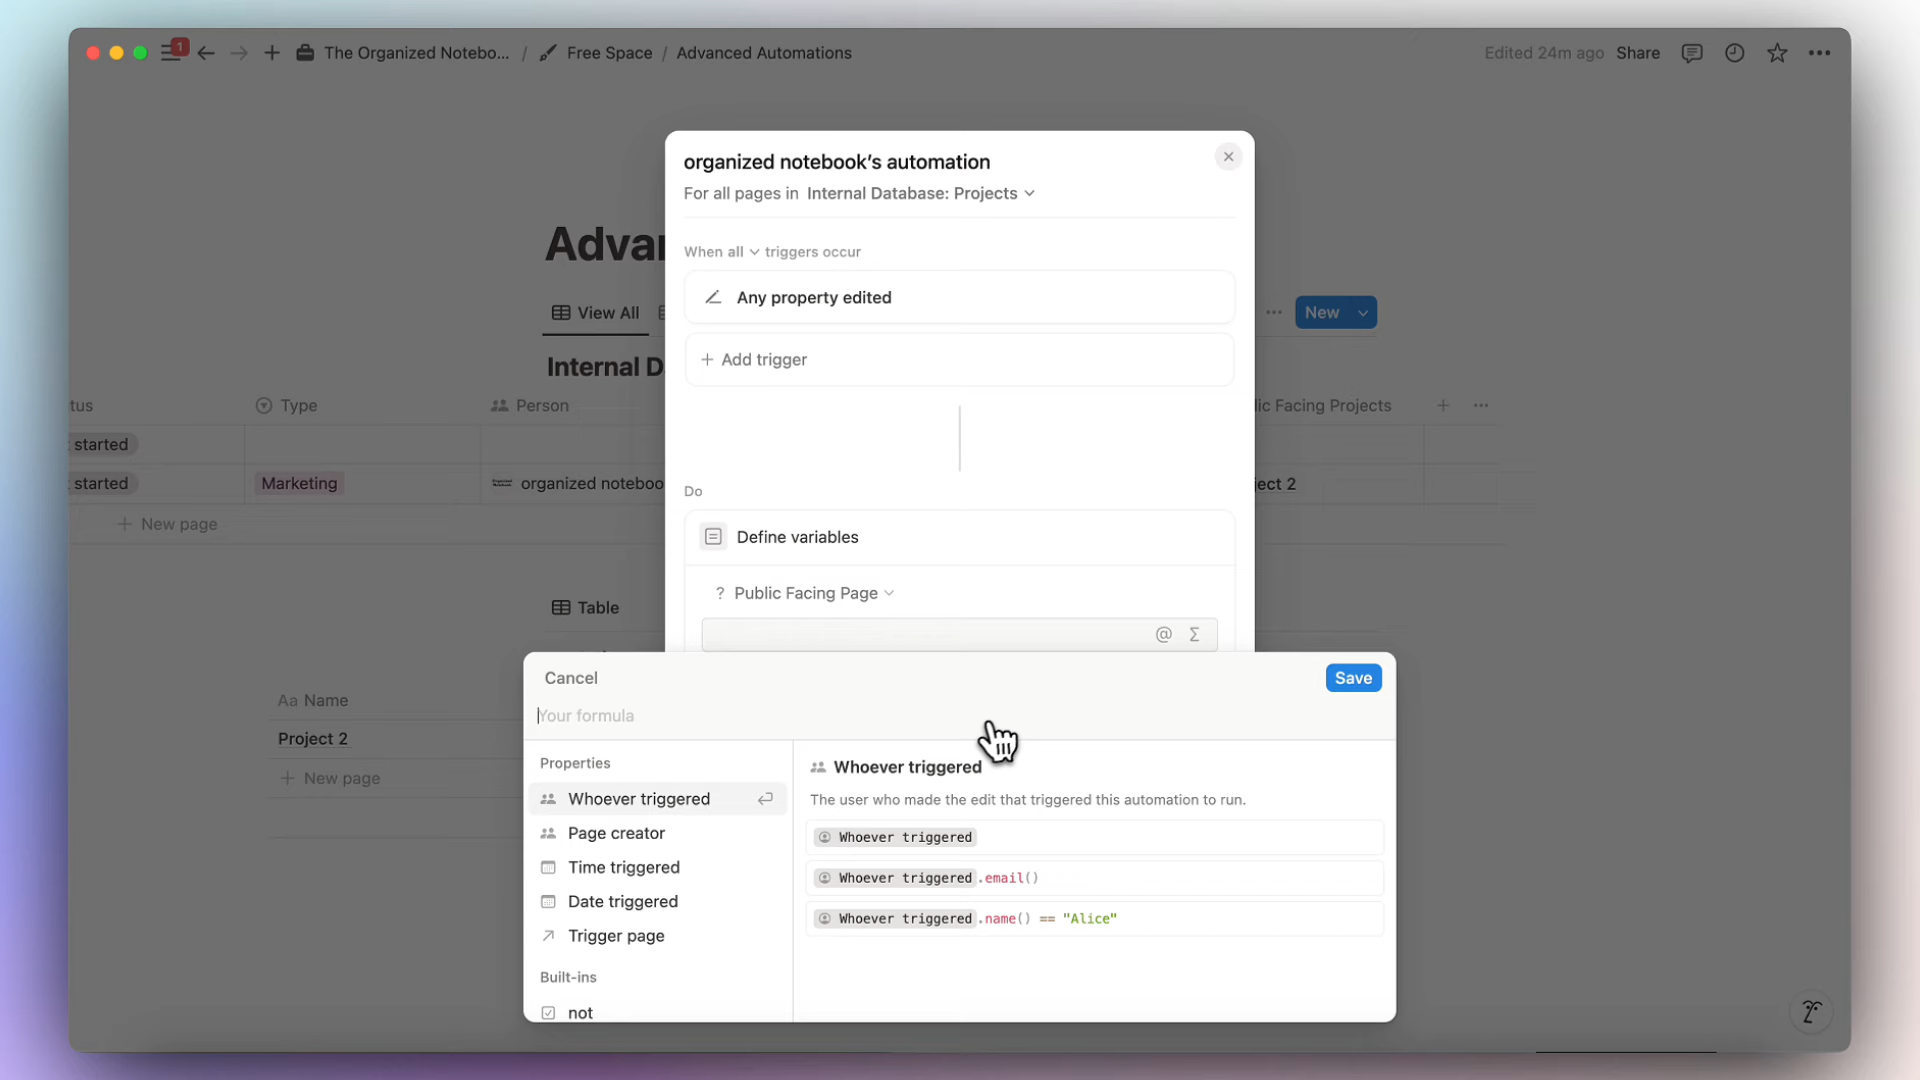 1
The Organized Notebo...
/
Free Space
/
Advanced Automations
Edited 24m ago
Share
organized notebook's automation
For all pages in Internal Database: Projects
When all triggers occur
Any property edited
+ Add trigger
Do
Define variables
? Public Facing Page
@ Σ
Cancel
Save
Your formula
Properties
Whoever triggered
Page creator
Time triggered
Date triggered
Trigger page
Built-ins
not
Whoever triggered
The user who made the edit that triggered this automation to run.
Whoever triggered
Whoever triggered.email()
Whoever triggered.name() == "Alice"
Adva
View All
New
Internal D
tus
Type
Person
lic Facing Projects
started
started
Marketing
organized noteboo
ject 2
+ New page
Table
Aa Name
Project 2
+ New page